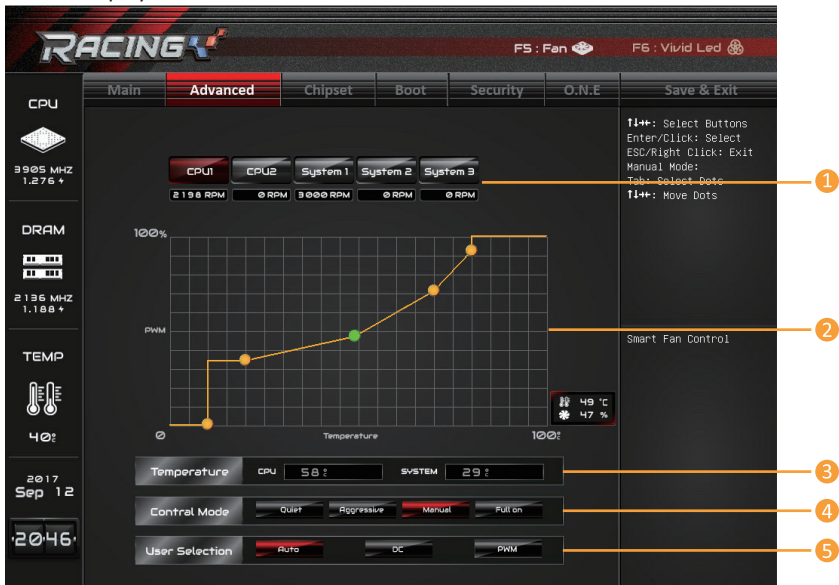 RACING
F5 : Fan
F6 : Vivid Led
Main Advanced Chipset Boot Security O.N.E Save & Exit
CPU
3905 MHZ
1.276 V
DRAM
2136 MHZ
1.188 V
TEMP
40°C
2017
Sep 12
20:46
CPU1 CPU2 System 1 System 2 System 3
2198 RPM 0 RPM 3000 RPM 0 RPM 0 RPM
↑↓→←: Select Buttons
Enter/Click: Select
ESC/Right Click: Exit
Manual Mode:
Tab: Select Dots
↑↓→←: Move Dots
1
100%
PWM
2
Smart Fan Control
49 °C
47 %
0
Temperature
100°C
Temperature CPU 58°C SYSTEM 29°C
3
Contral Mode Quiet Aggressive Manual Full on
4
User Selection Auto DC PWM
5